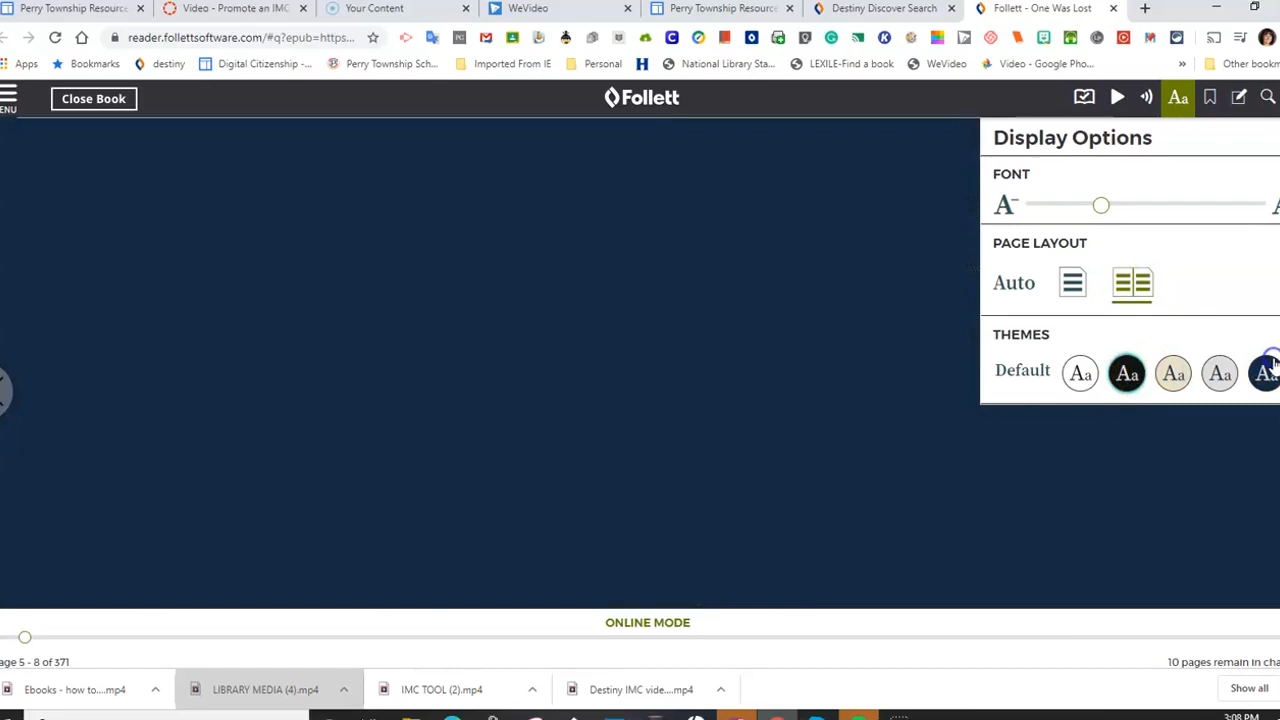 Perry Township Resource
Video - Promote an IMC
Your Content
WeVideo
Perry Township Resource
Destiny Discover Search
Follett - One Was Lost
reader.follettsoftware.com/#q?epub=https...
Apps
Bookmarks
destiny
Digital Citizenship -...
Perry Township Sch...
Imported From IE
Personal
National Library Sta...
LEXILE-Find a book
WeVideo
Video - Google Pho...
»
Other bookm
MENU
Close Book
Follett
Aa
Display Options
FONT
A−
PAGE LAYOUT
Auto
THEMES
Default Aa Aa Aa Aa Aa
ONLINE MODE
age 5 - 8 of 371
10 pages remain in cha
Ebooks - how to....mp4
LIBRARY MEDIA (4).mp4
IMC TOOL (2).mp4
Destiny IMC vide....mp4
Show all
3:08 PM